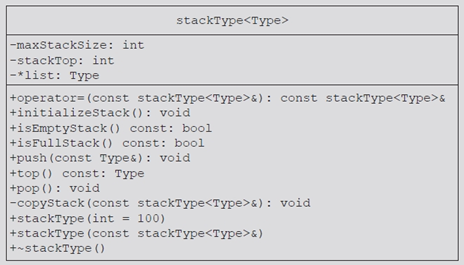 stackType<Type>
-maxStackSize: int
-stackTop: int
-*list: Type
+operator=(const stackType<Type>&): const stackType<Type>&
+initializeStack(): void
+isEmptyStack() const: bool
+isFullStack() const: bool
+push(const Type&): void
+top() const: Type
+pop(): void
-copyStack(const stackType<Type>&): void
+stackType(int = 100)
+stackType(const stackType<Type>&)
+~stackType()